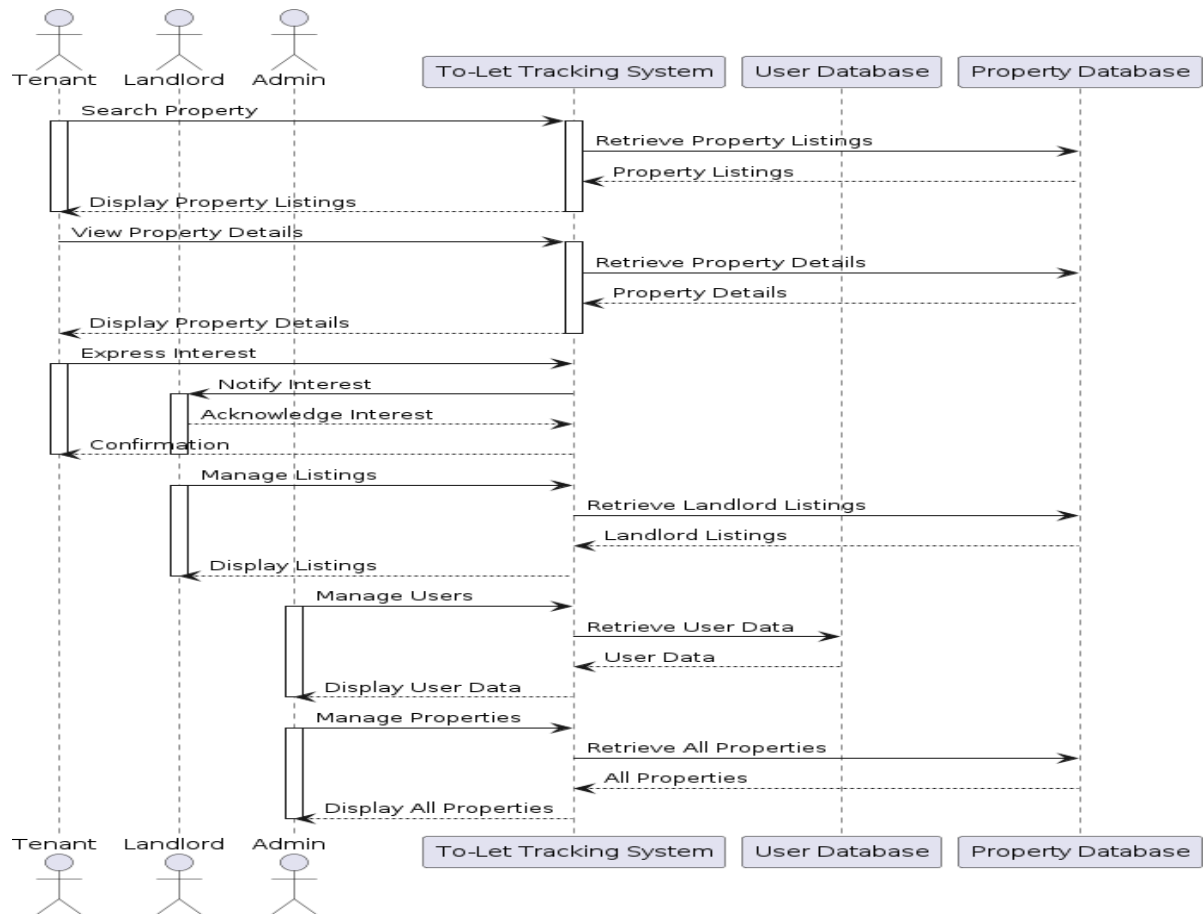 Tenant Landlord Admin To-Let Tracking System User Database Property Database
Search Property
Retrieve Property Listings
Property Listings
Display Property Listings
View Property Details
Retrieve Property Details
Property Details
Display Property Details
Express Interest
Notify Interest
Acknowledge Interest
Confirmation
Manage Listings
Retrieve Landlord Listings
Landlord Listings
Display Listings
Manage Users
Retrieve User Data
User Data
Display User Data
Manage Properties
Retrieve All Properties
All Properties
Display All Properties
Tenant Landlord Admin To-Let Tracking System User Database Property Database